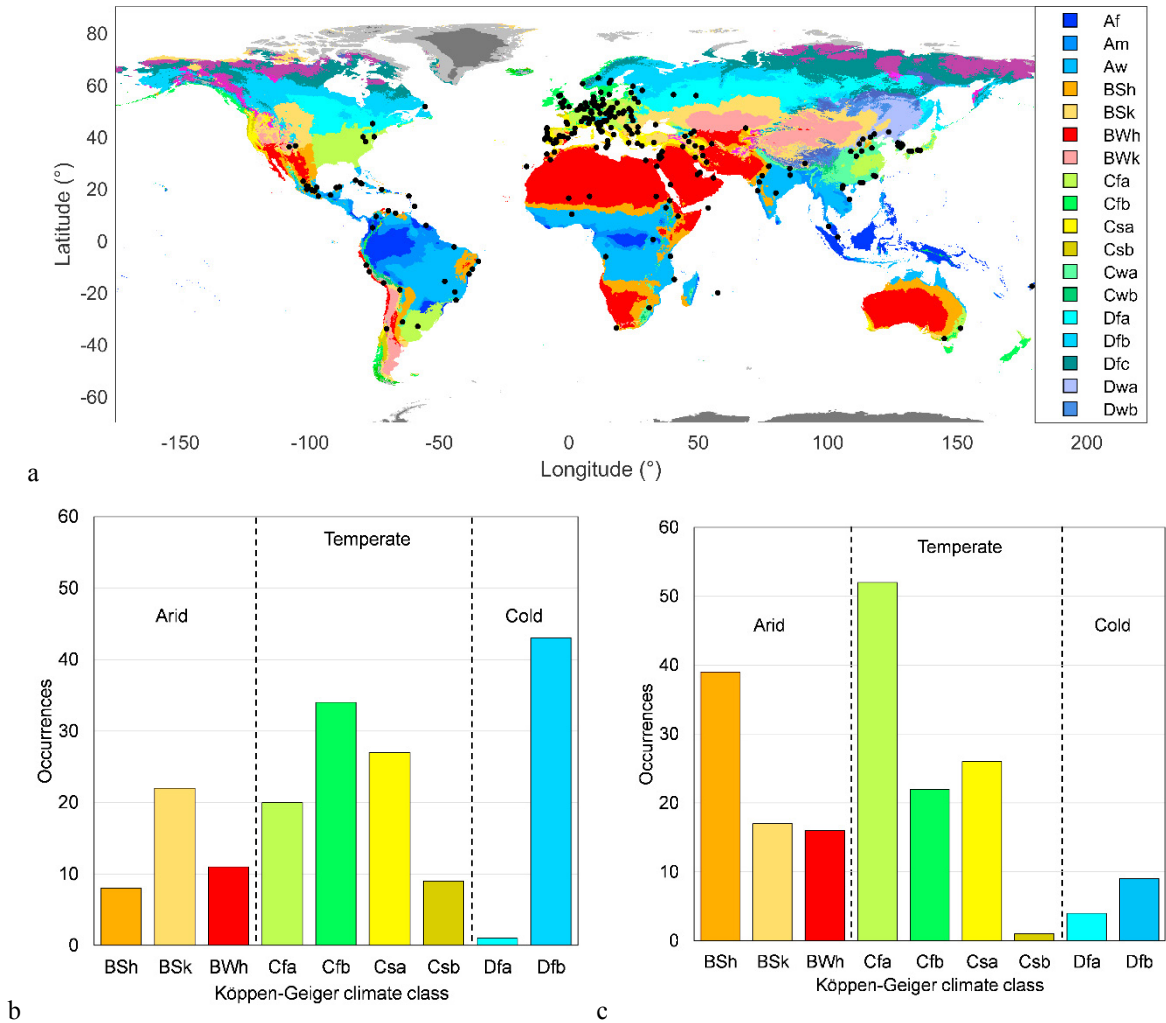 80
60
40
20
0
-20
-40
-60
Latitude (°)
-150
-100
-50
0
50
100
150
200
Longitude (°)
Af
Am
Aw
BSh
BSk
BWh
BWk
Cfa
Cfb
Csa
Csb
Cwa
Cwb
Dfa
Dfb
Dfc
Dwa
Dwb
a
60
50
40
30
20
10
0
Occurrences
Arid
Temperate
Cold
BSh BSk BWh Cfa Cfb Csa Csb Dfa Dfb
Köppen-Geiger climate class
b
60
50
40
30
20
10
0
Occurrences
Arid
Temperate
Cold
BSh BSk BWh Cfa Cfb Csa Csb Dfa Dfb
Köppen-Geiger climate class
c